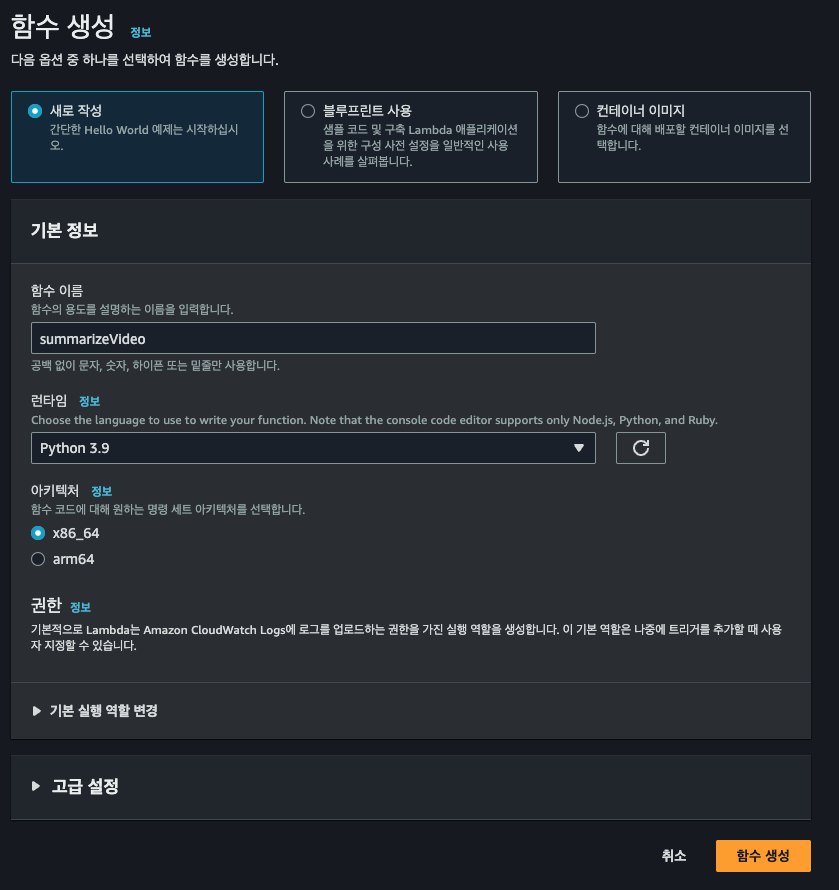 함수 생성 정보
다음 옵션 중 하나를 선택하여 함수를 생성합니다.
새로 작성
간단한 Hello World 예제는 시작하십시
오.
블루프린트 사용
샘플 코드 및 구축 Lambda 애플리케이션
을 위한 구성 사전 설정을 일반적인 사용
사례를 살펴봅니다.
컨테이너 이미지
함수에 대해 배포할 컨테이너 이미지를 선
택합니다.
기본 정보
함수 이름
함수의 용도를 설명하는 이름을 입력합니다.
summarizeVideo
공백 없이 문자, 숫자, 하이픈 또는 밑줄만 사용합니다.
런타임 정보
Choose the language to use to write your function. Note that the console code editor supports only Node.js, Python, and Ruby.
Python 3.9
아키텍처 정보
함수 코드에 대해 원하는 명령 세트 아키텍처를 선택합니다.
x86_64
arm64
권한 정보
기본적으로 Lambda는 Amazon CloudWatch Logs에 로그를 업로드하는 권한을 가진 실행 역할을 생성합니다. 이 기본 역할은 나중에 트리거를 추가할 때 사용
자 지정할 수 있습니다.
기본 실행 역할 변경
고급 설정
취소
함수 생성